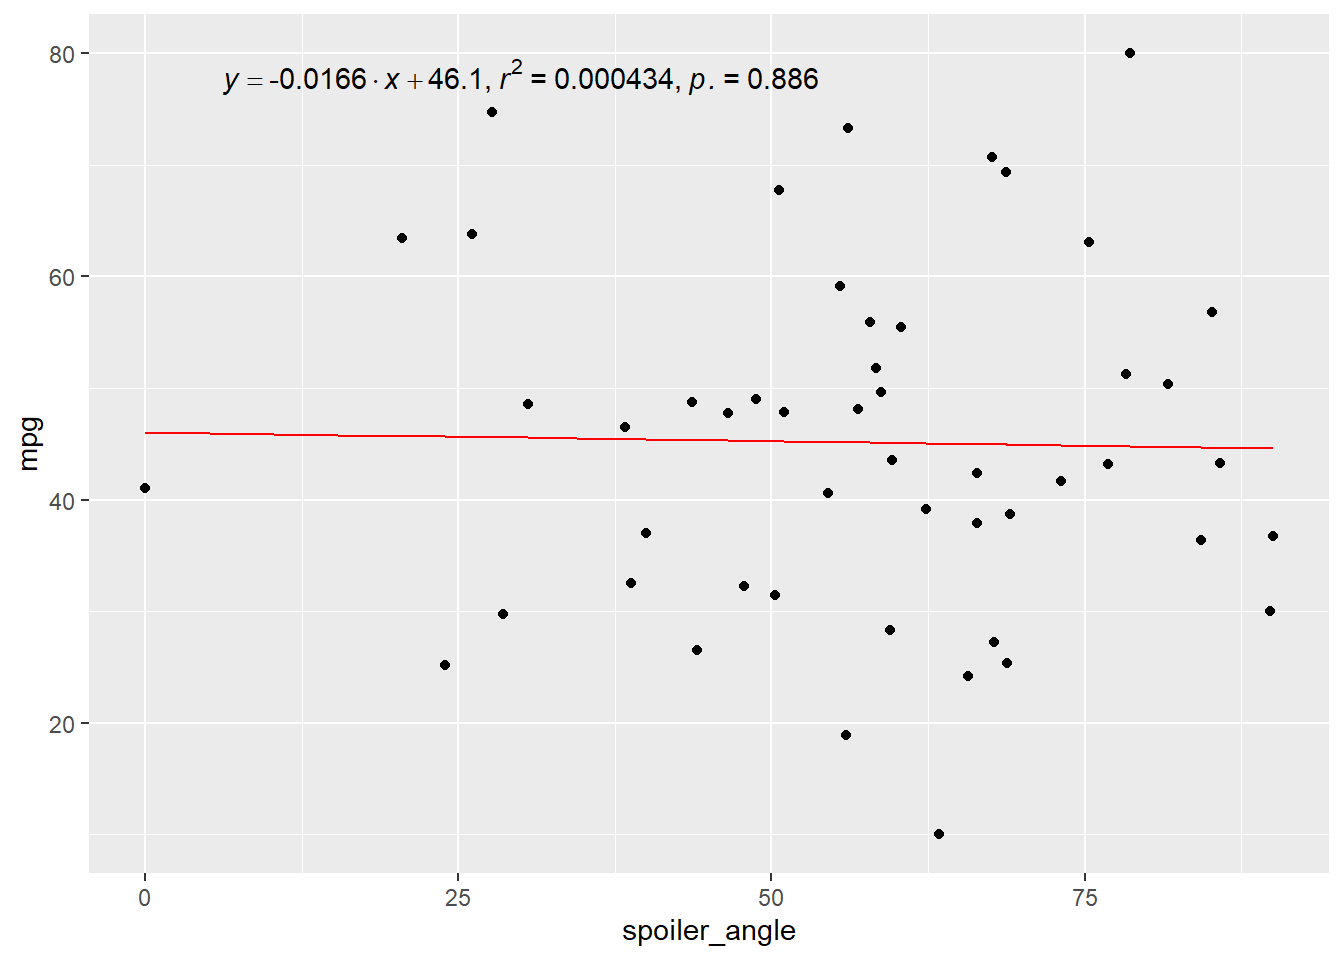 y = -0.0166 · x + 46.1, r² = 0.000434, p. = 0.886
80
60
40
20
mpg
0 25 50 75
spoiler_angle